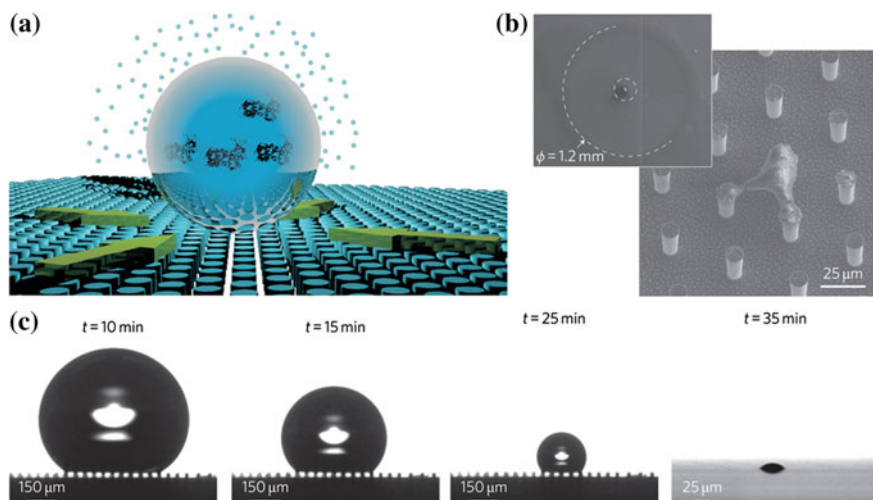 (a)
(b)
ϕ = 1.2 mm
25 µm
(c)
t = 10 min
t = 15 min
t = 25 min
t = 35 min
150 µm
150 µm
150 µm
25 µm